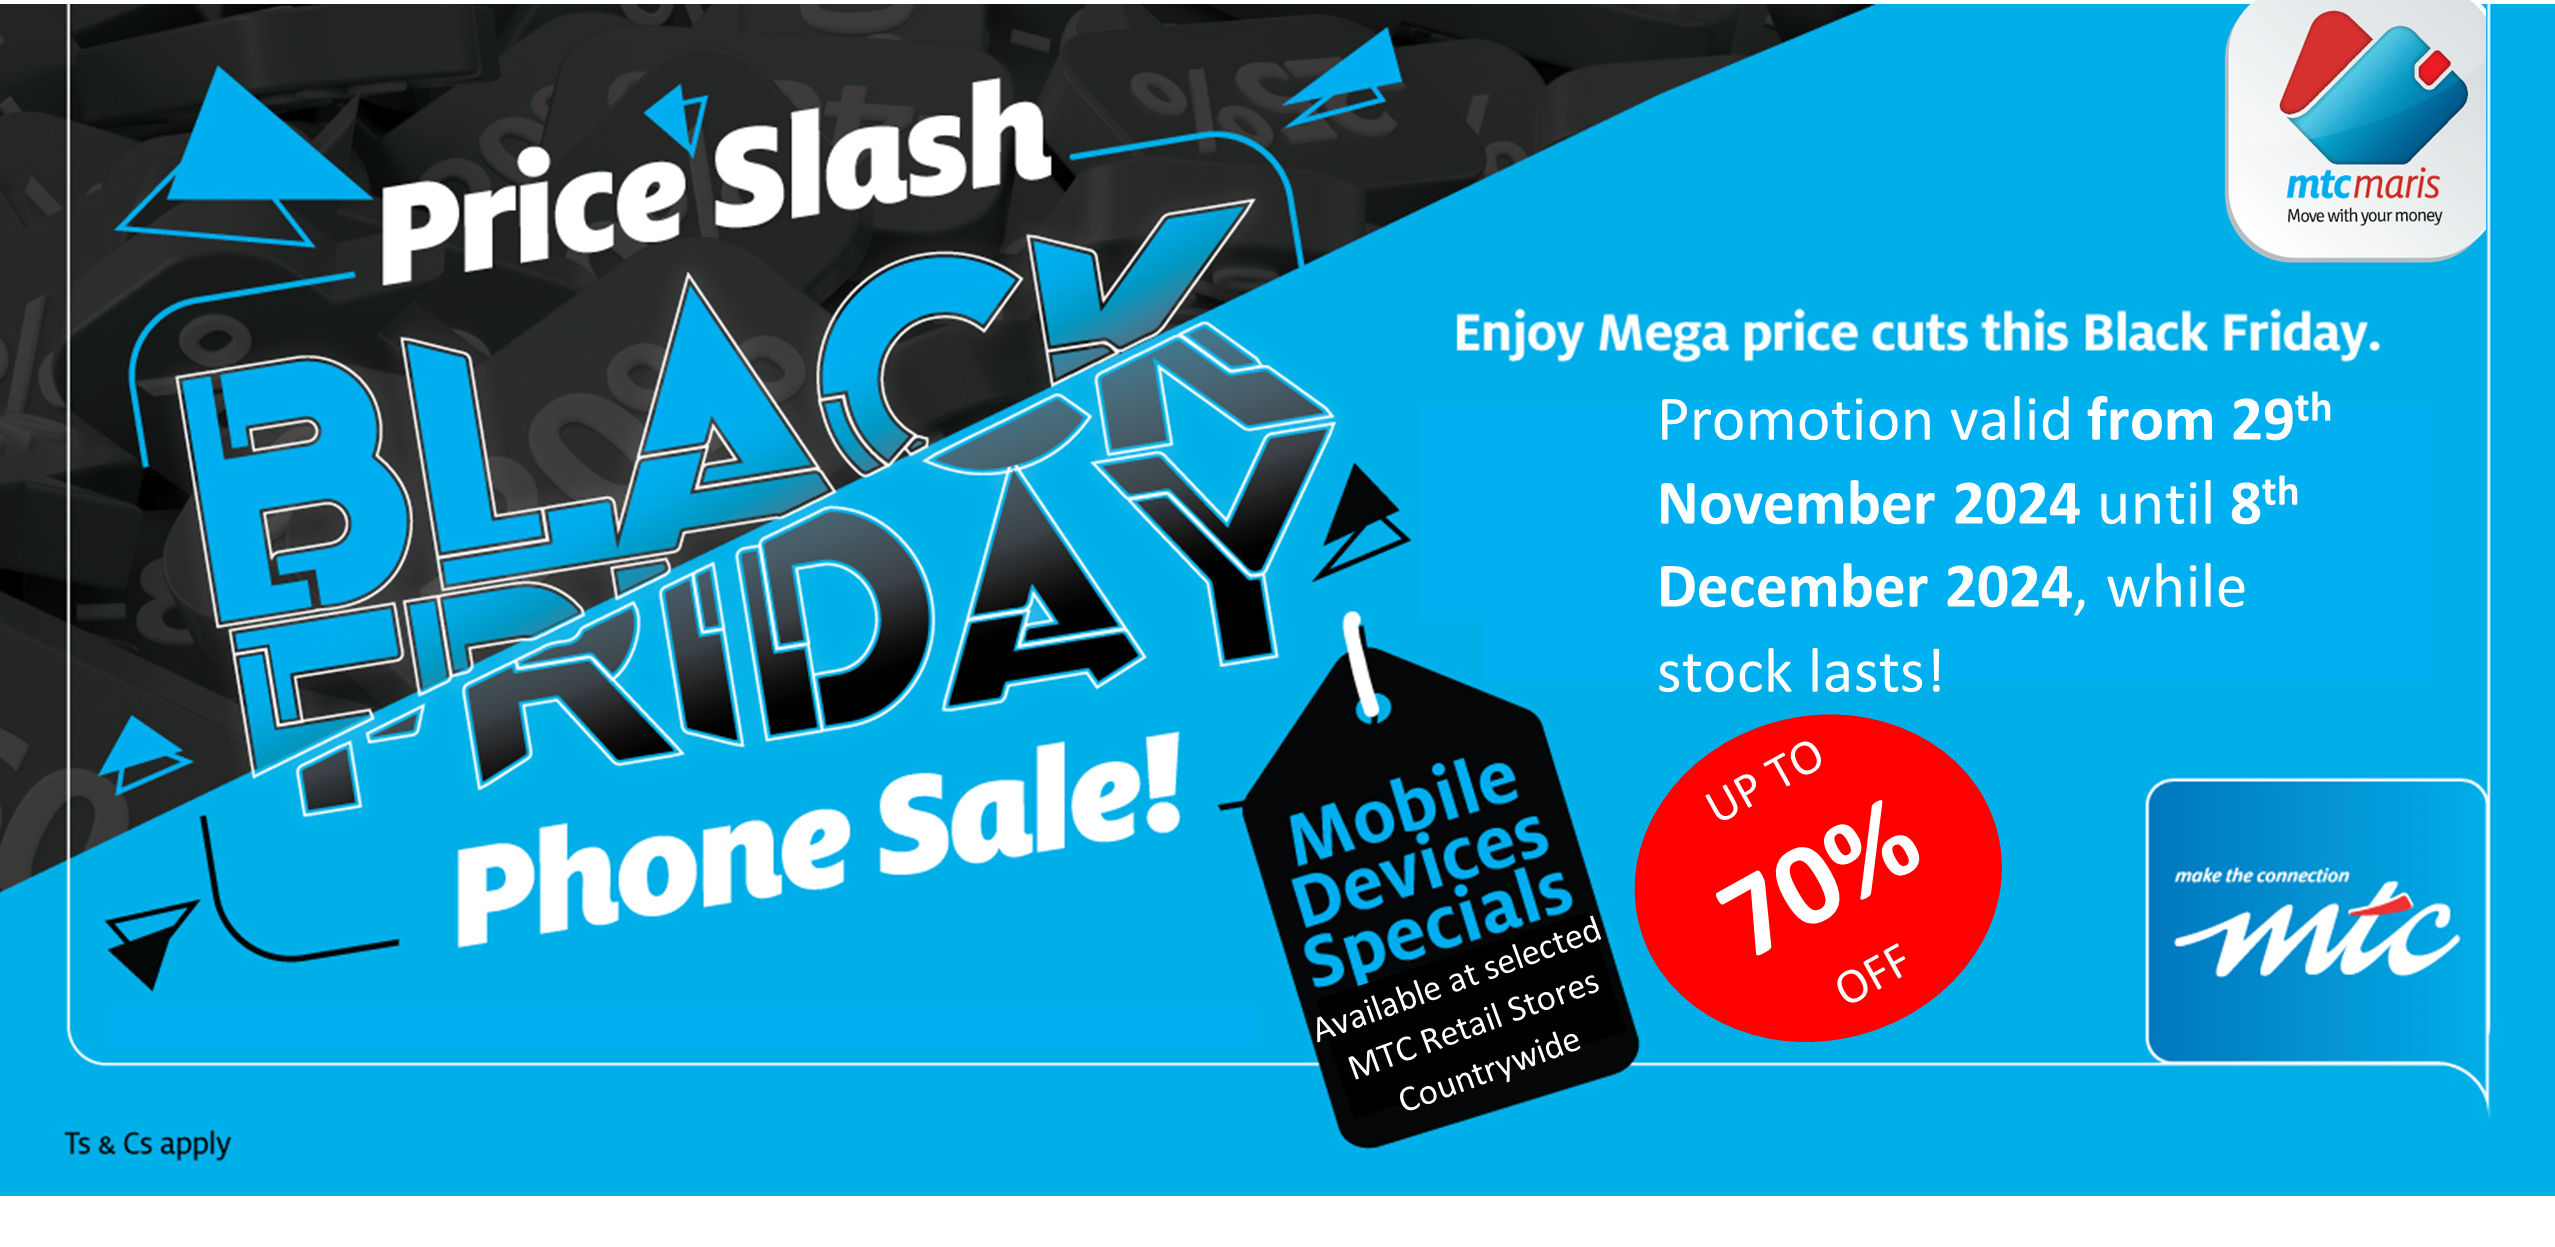 Price Slash
BLACK
FRIDAY
Phone Sale!
mtcmaris
Move with your money
Enjoy Mega price cuts this Black Friday.
Promotion valid from 29th
November 2024 until 8th
December 2024, while
stock lasts!
Mobile
Devices
Specials
Available at selected
MTC Retail Stores
Countrywide
UP TO
70%
OFF
make the connection
mtc
Ts & Cs apply